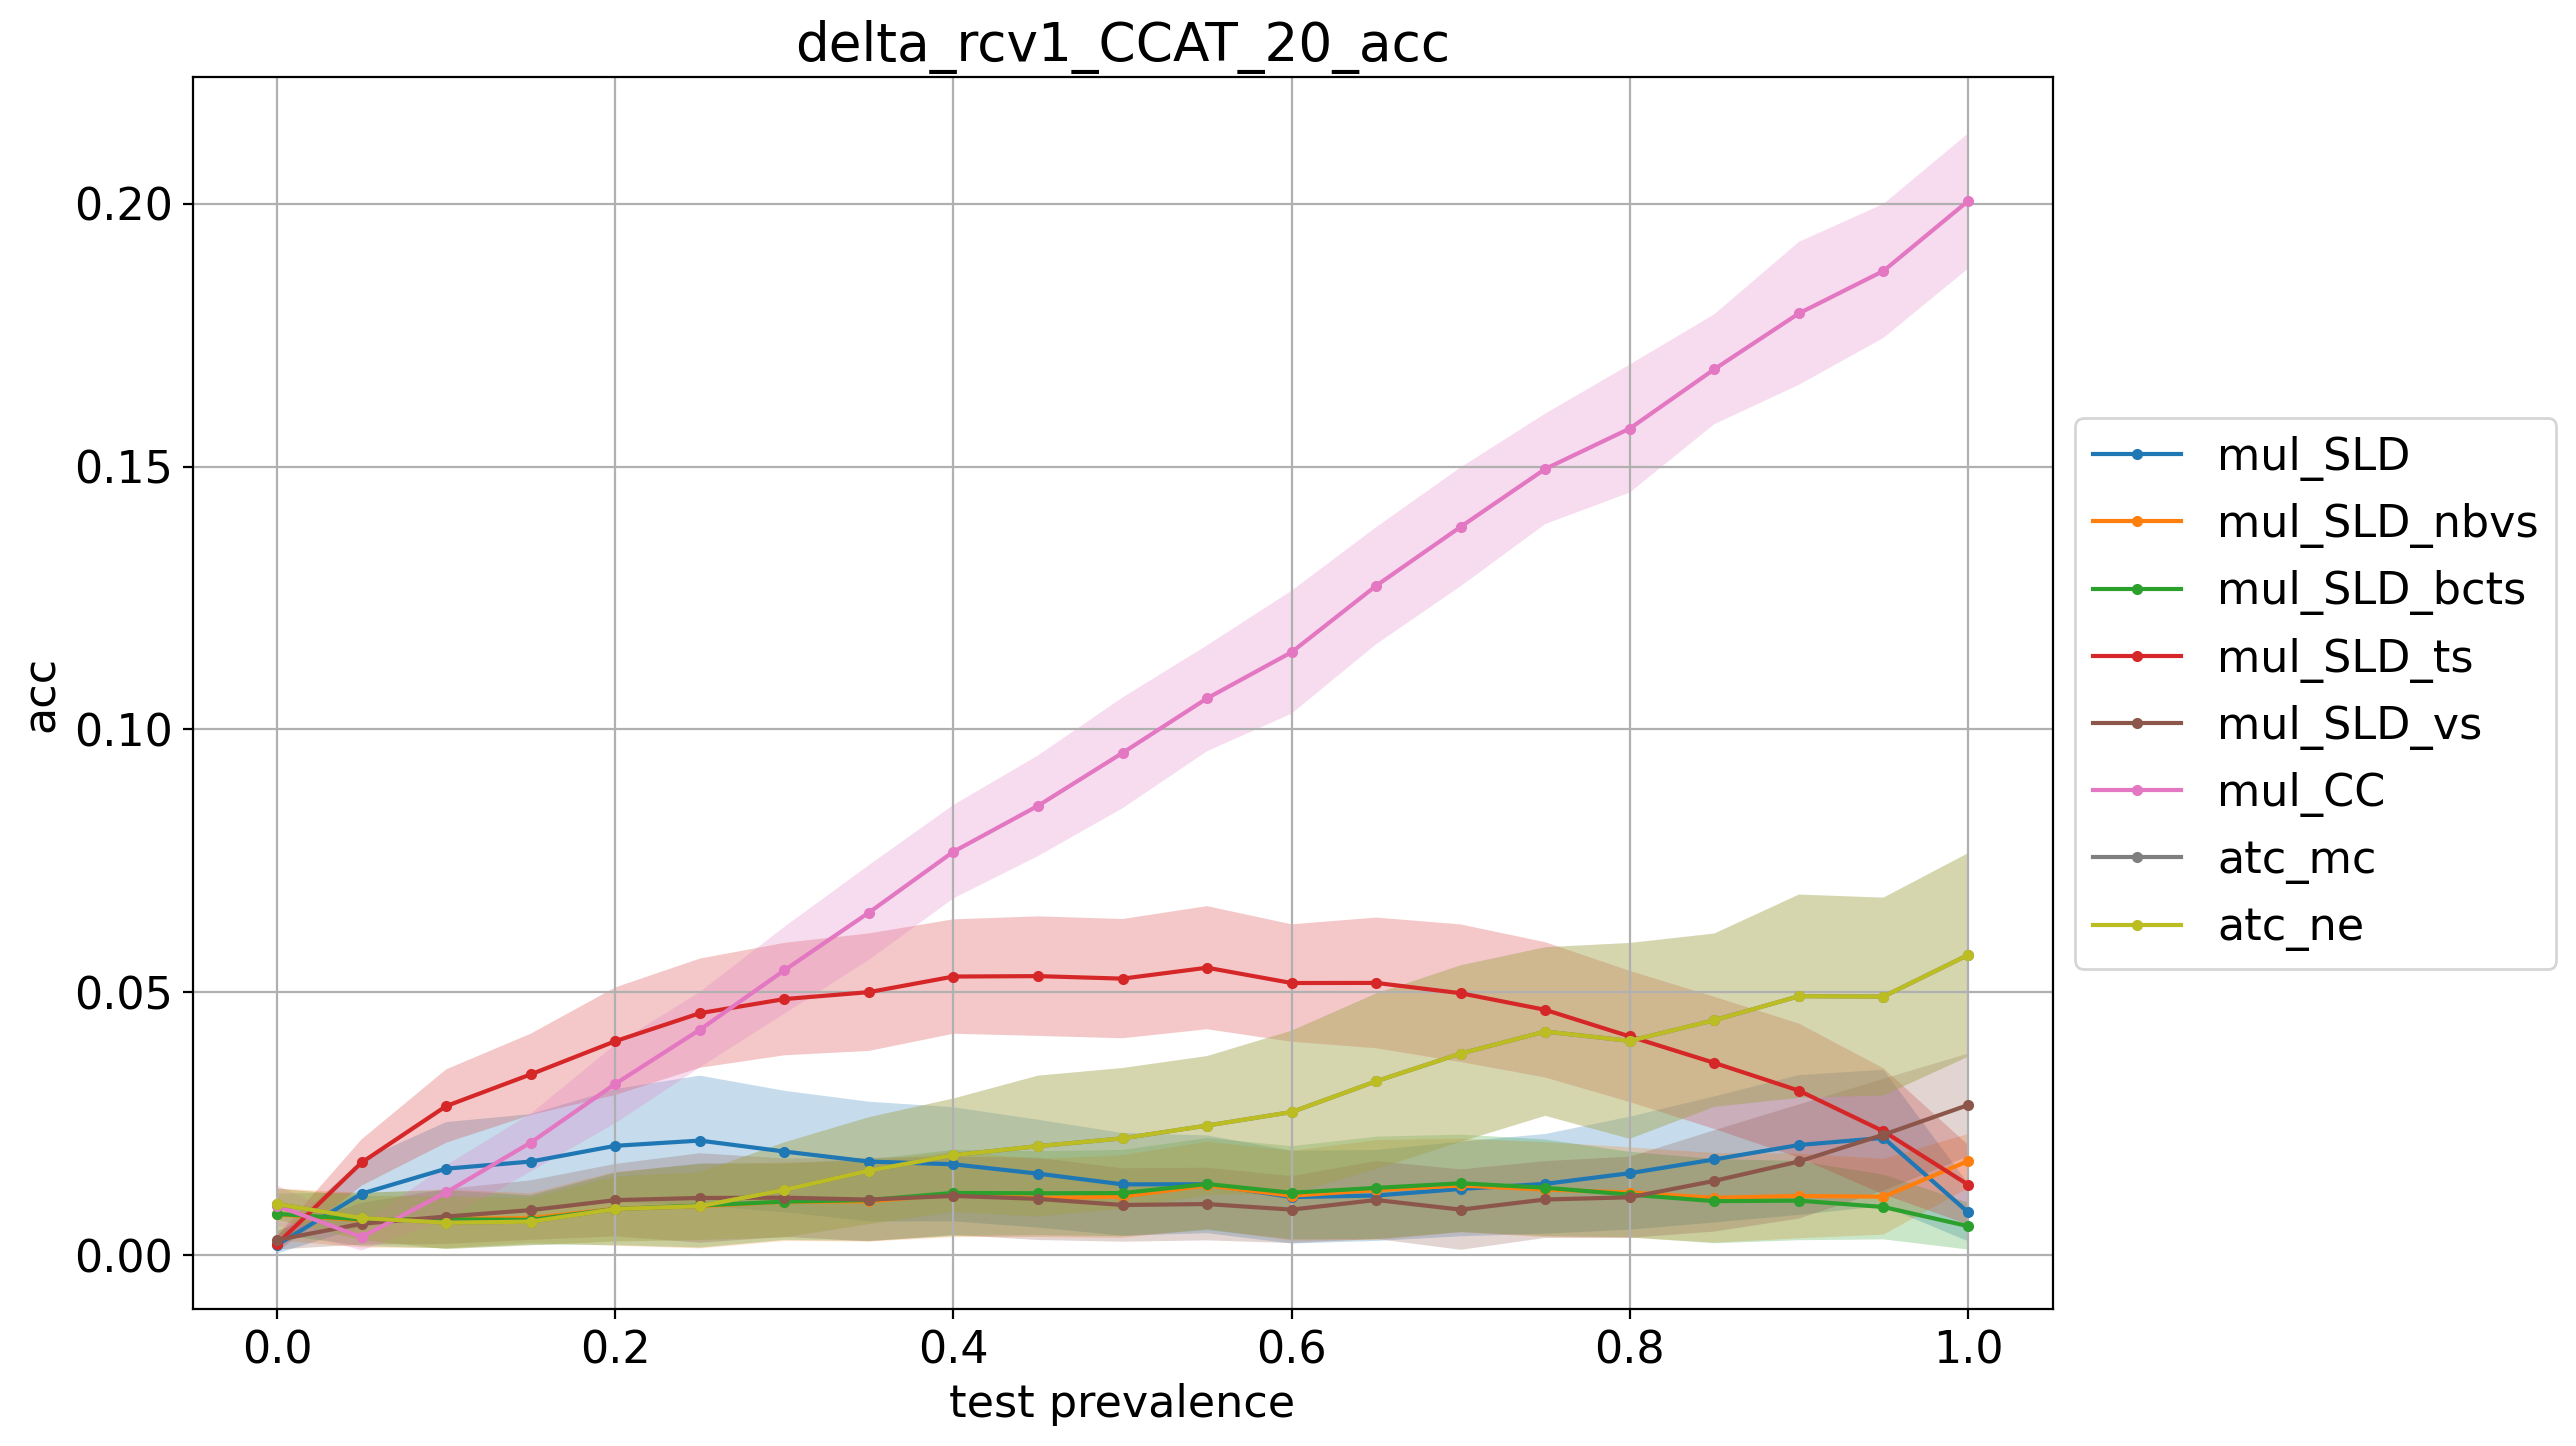 delta_rcv1_CCAT_20_acc
0.20
0.15
0.10
0.05
0.00
acc
0.0 0.2 0.4 0.6 0.8 1.0
test prevalence
mul_SLD
mul_SLD_nbvs
mul_SLD_bcts
mul_SLD_ts
mul_SLD_vs
mul_CC
atc_mc
atc_ne